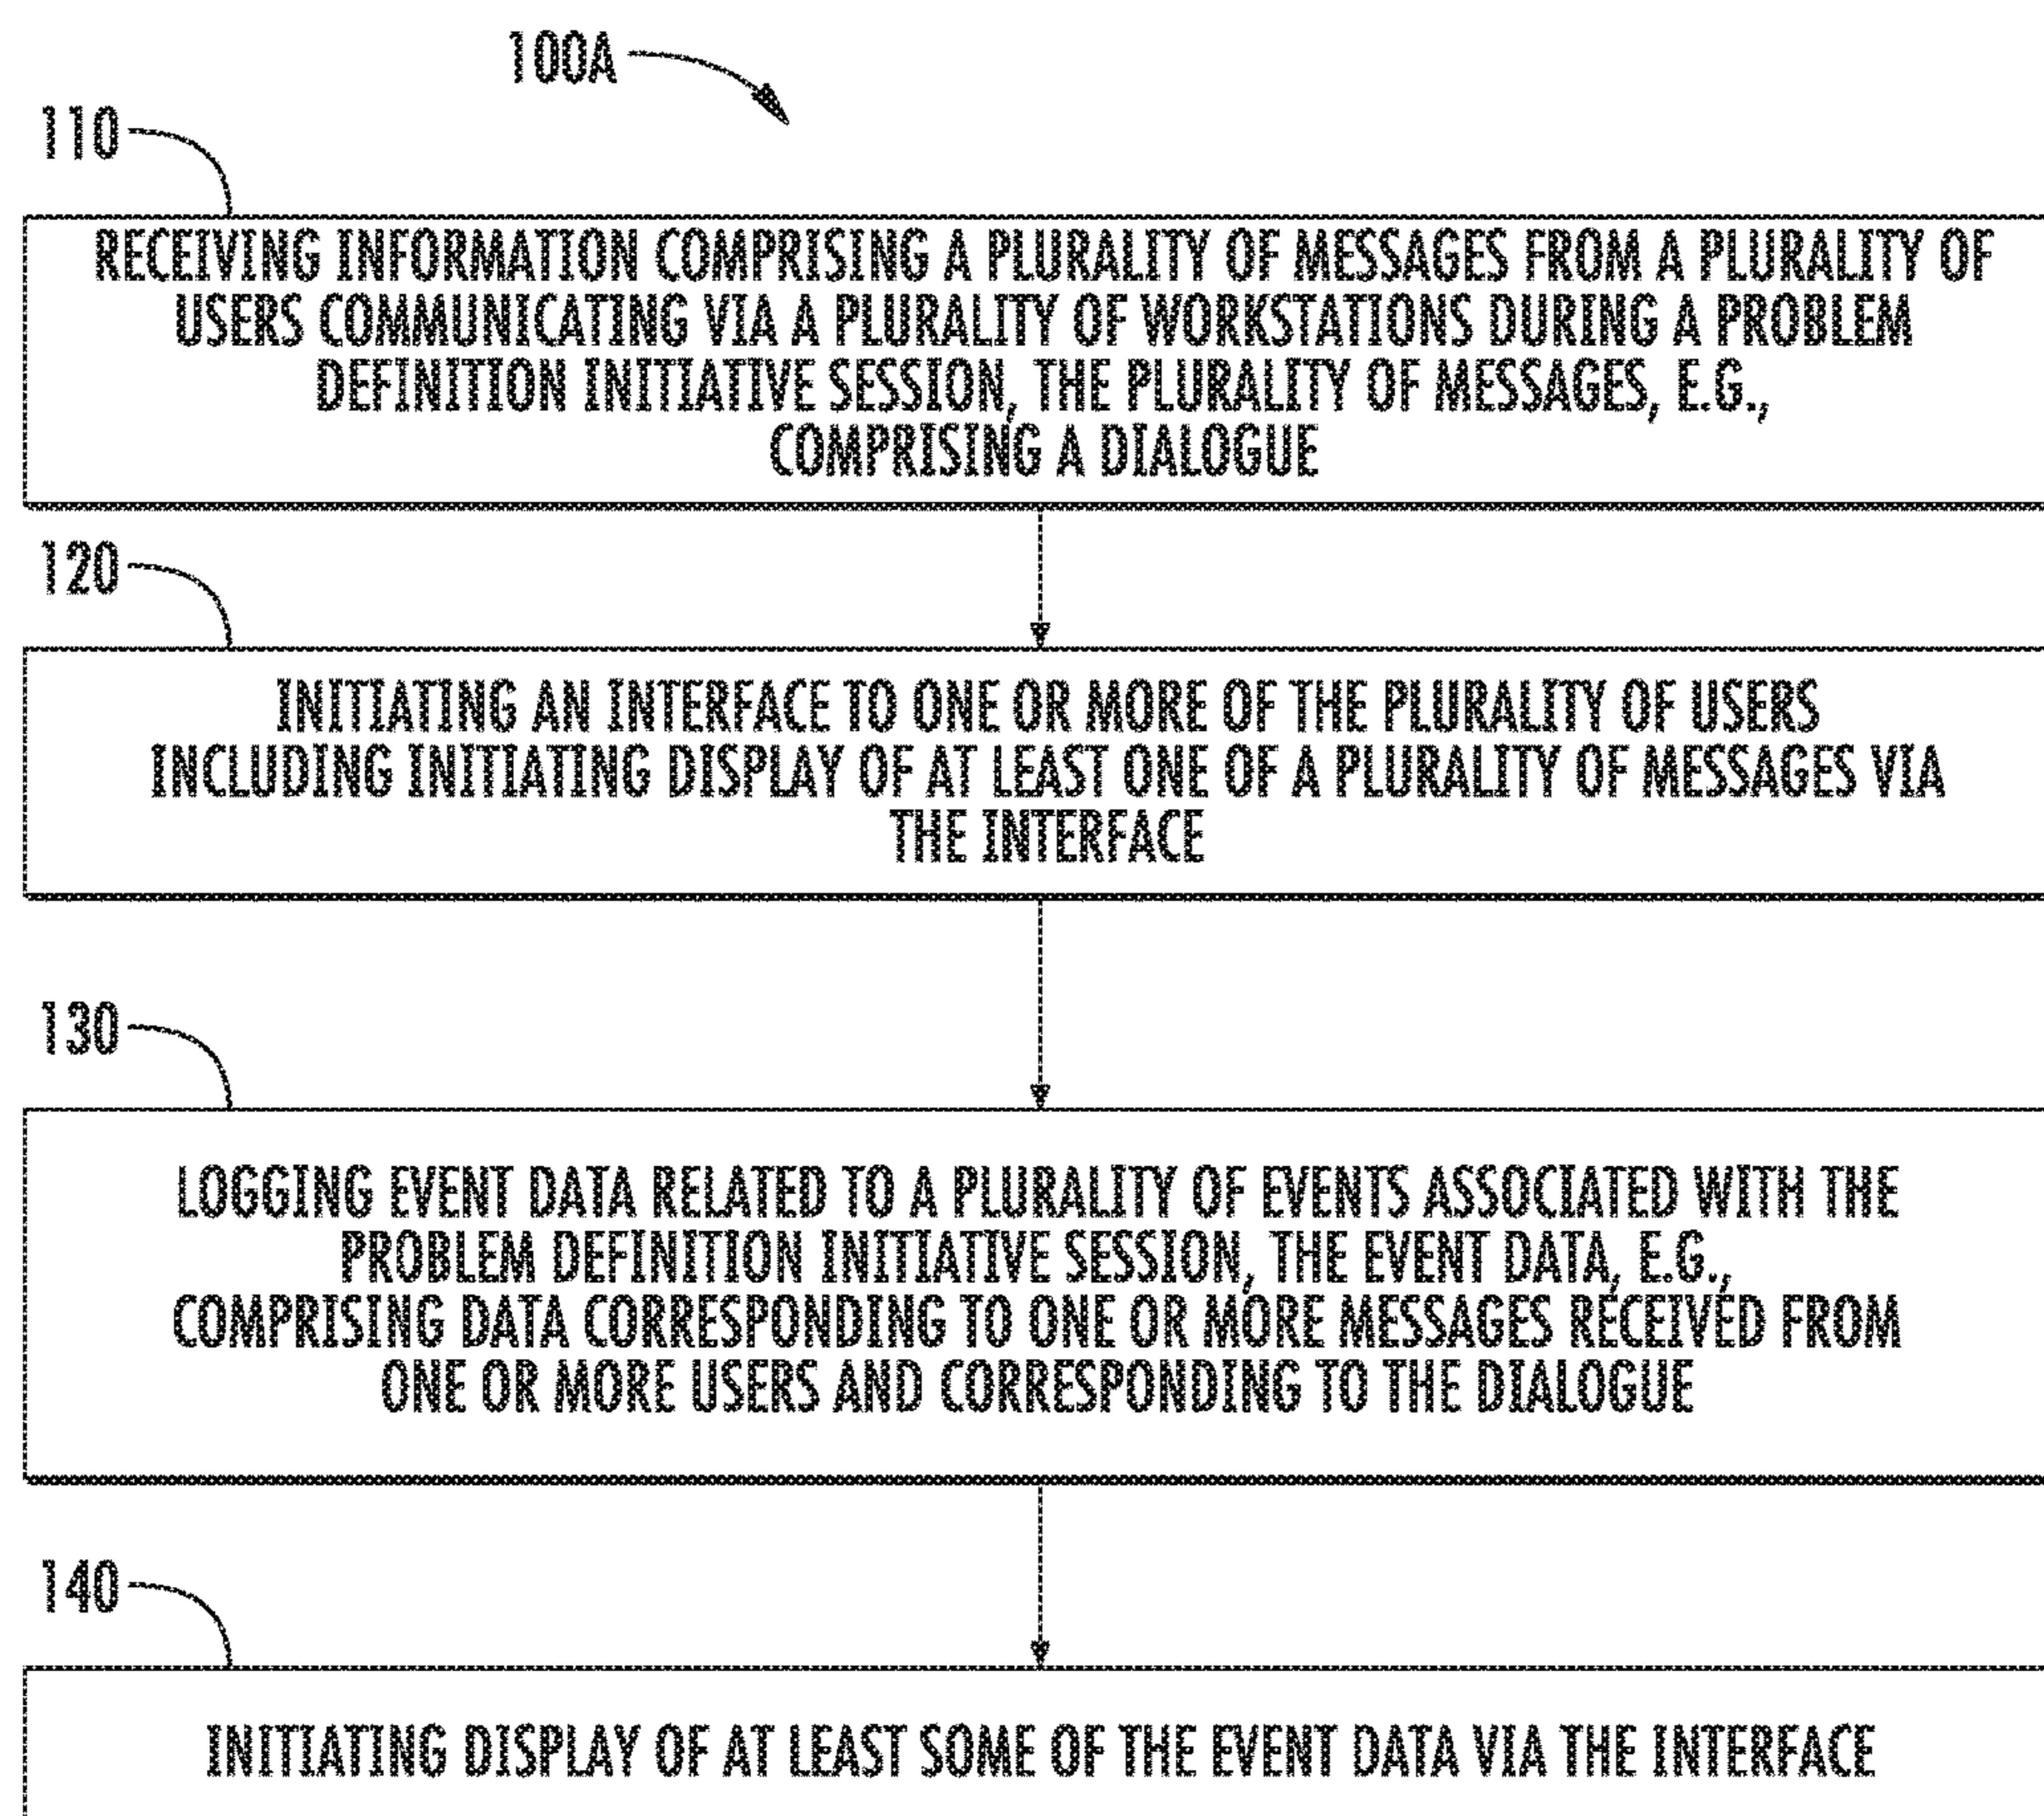 100A
110
RECEIVING INFORMATION COMPRISING A PLURALITY OF MESSAGES FROM A PLURALITY OF
USERS COMMUNICATING VIA A PLURALITY OF WORKSTATIONS DURING A PROBLEM
DEFINITION INITIATIVE SESSION, THE PLURALITY OF MESSAGES, E.G.,
COMPRISING A DIALOGUE
120
INITIATING AN INTERFACE TO ONE OR MORE OF THE PLURALITY OF USERS
INCLUDING INITIATING DISPLAY OF AT LEAST ONE OF A PLURALITY OF MESSAGES VIA
THE INTERFACE
130
LOGGING EVENT DATA RELATED TO A PLURALITY OF EVENTS ASSOCIATED WITH THE
PROBLEM DEFINITION INITIATIVE SESSION, THE EVENT DATA, E.G.,
COMPRISING DATA CORRESPONDING TO ONE OR MORE MESSAGES RECEIVED FROM
ONE OR MORE USERS AND CORRESPONDING TO THE DIALOGUE
140
INITIATING DISPLAY OF AT LEAST SOME OF THE EVENT DATA VIA THE INTERFACE